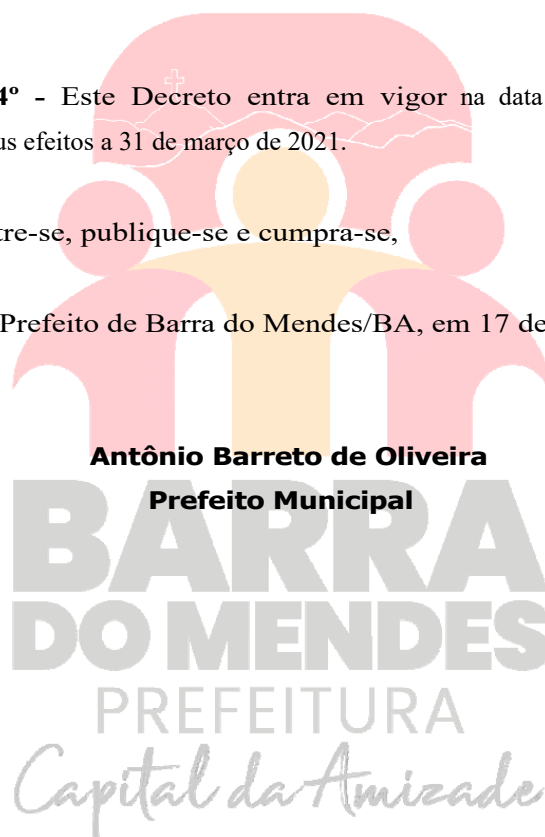 4º - Este Decreto entra em vigor na data
us efeitos a 31 de março de 2021.
tre-se, publique-se e cumpra-se,
Prefeito de Barra do Mendes/BA, em 17 de
Antônio Barreto de Oliveira
Prefeito Municipal
BARRA
DO MENDES
PREFEITURA
Capital da Amizade